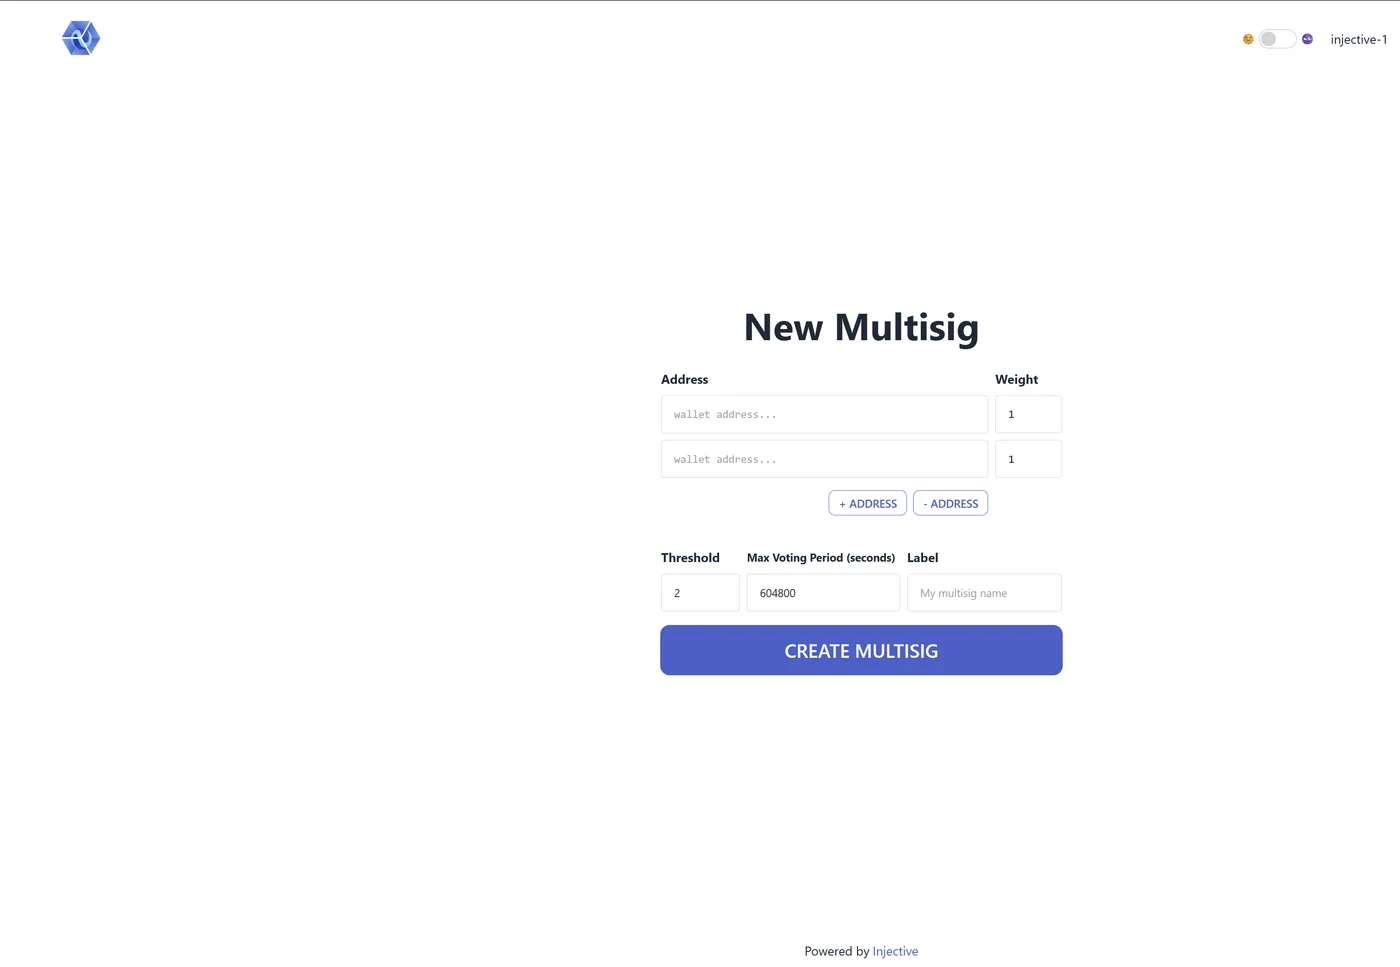 injective-1
New Multisig
Address Weight
wallet address... 1
wallet address... 1
+ ADDRESS - ADDRESS
Threshold Max Voting Period (seconds) Label
2 604800 My multisig name
CREATE MULTISIG
Powered by Injective